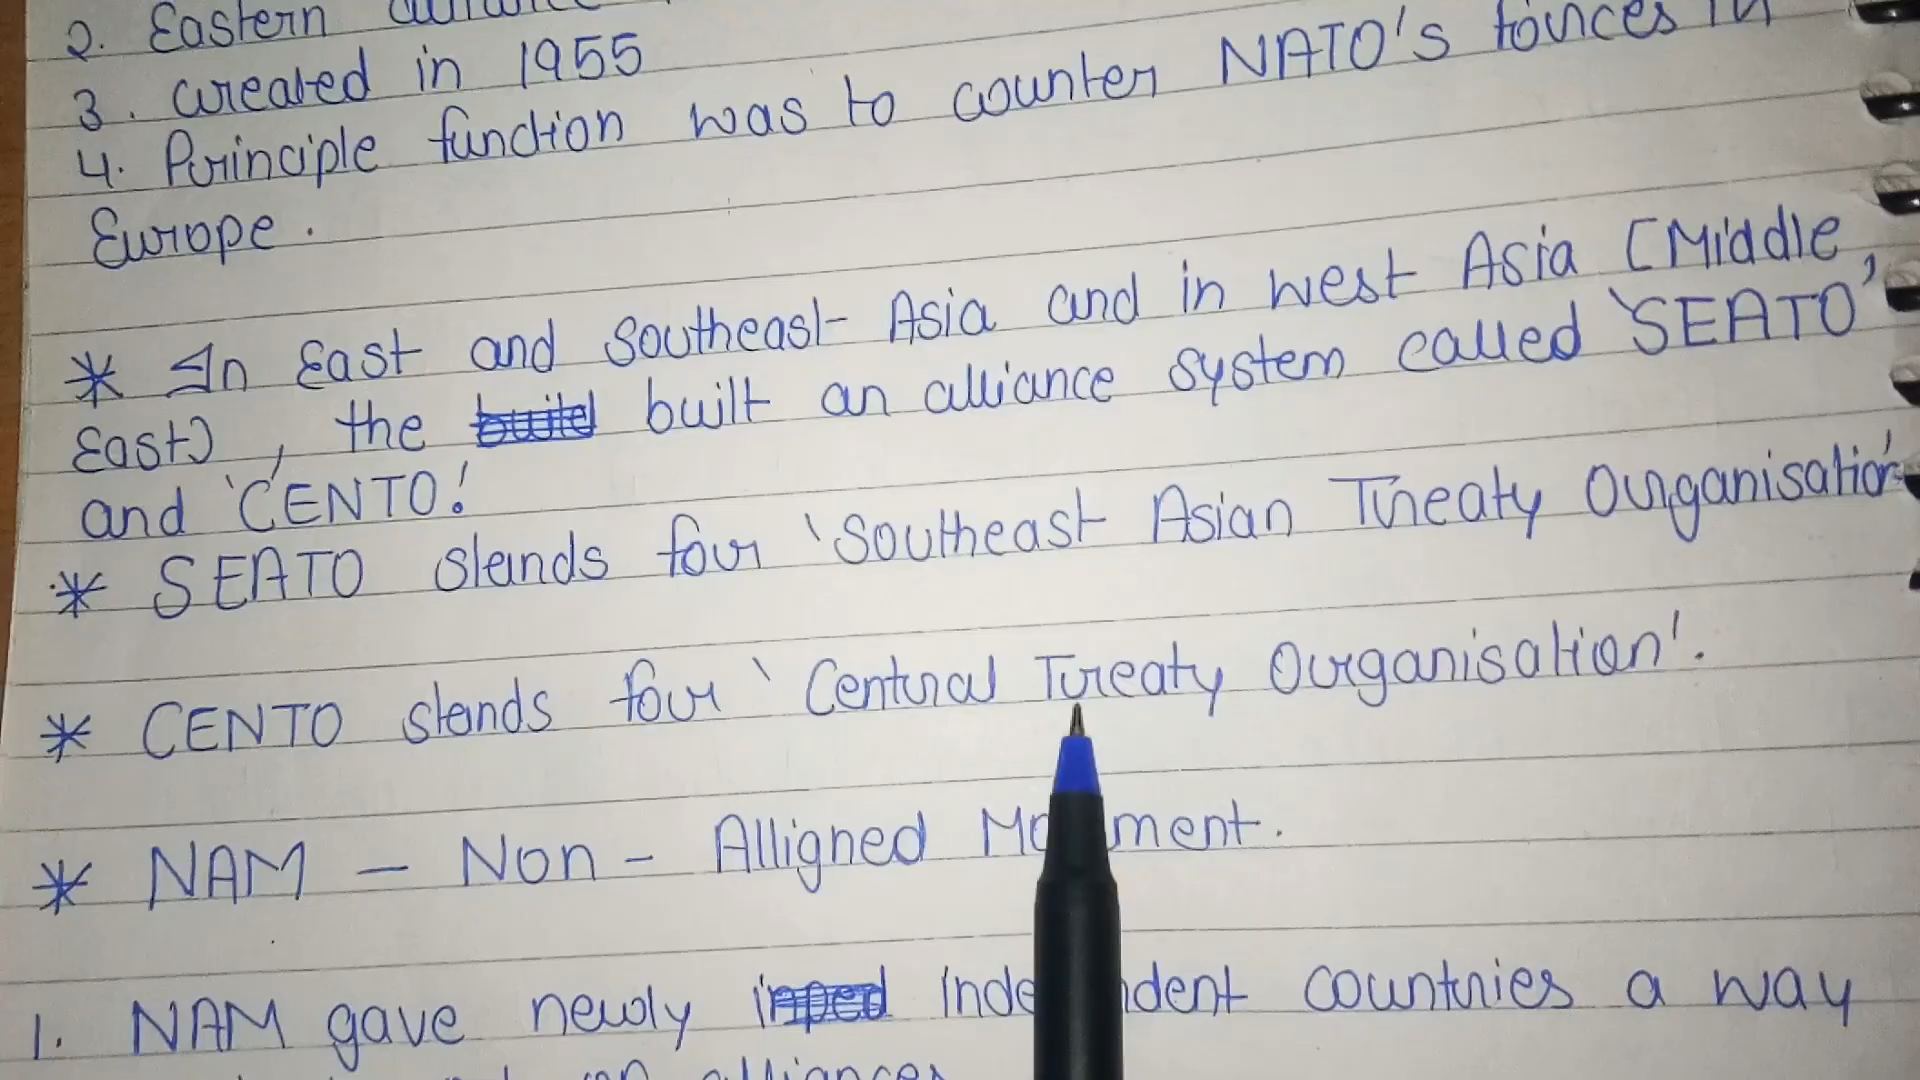 2. Eastern
3. created in 1955
4. Principle function was to counter NATO's forces in
Europe.
* In East and Southeast Asia and in west Asia (Middle
East), the built an alliance system called 'SEATO'
and 'CENTO'.
* SEATO stands for 'Southeast Asian Treaty Organisation'
* CENTO stands for 'Central Treaty Organisation'.
* NAM - Non - Alligned Movement.
1. NAM gave newly independent countries a way
alliances